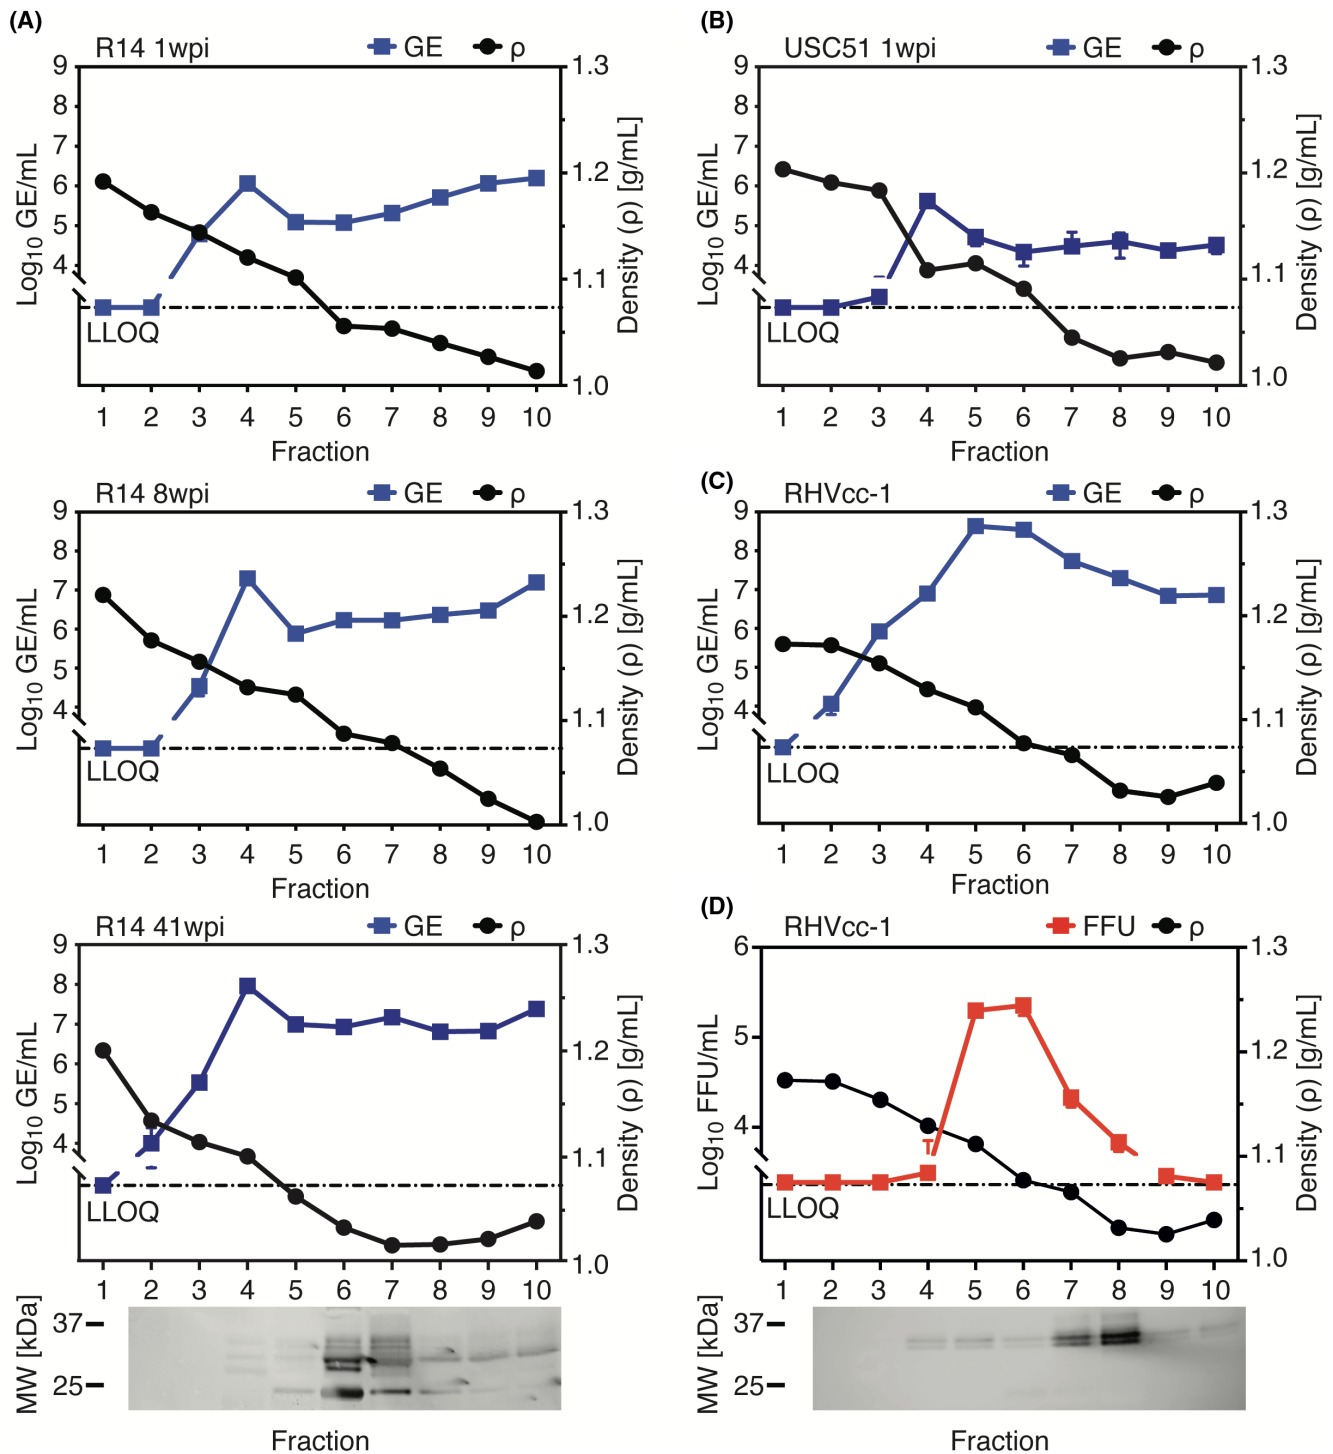 (A)
R14 1wpi GE ρ
9
8
7
6
5
4
1.3
1.2
1.1
1.0
Log10 GE/mL
Density (ρ) [g/mL]
LLOQ
1 2 3 4 5 6 7 8 9 10
Fraction
(B)
USC51 1wpi GE ρ
9
8
7
6
5
4
1.3
1.2
1.1
1.0
Log10 GE/mL
Density (ρ) [g/mL]
LLOQ
1 2 3 4 5 6 7 8 9 10
Fraction
R14 8wpi GE ρ
9
8
7
6
5
4
1.3
1.2
1.1
1.0
Log10 GE/mL
Density (ρ) [g/mL]
LLOQ
1 2 3 4 5 6 7 8 9 10
Fraction
(C)
RHVcc-1 GE ρ
9
8
7
6
5
4
1.3
1.2
1.1
1.0
Log10 GE/mL
Density (ρ) [g/mL]
LLOQ
1 2 3 4 5 6 7 8 9 10
Fraction
R14 41wpi GE ρ
9
8
7
6
5
4
1.3
1.2
1.1
1.0
Log10 GE/mL
Density (ρ) [g/mL]
LLOQ
1 2 3 4 5 6 7 8 9 10
MW [kDa]
37
25
Fraction
(D)
RHVcc-1 FFU ρ
6
5
4
1.3
1.2
1.1
1.0
Log10 FFU/mL
Density (ρ) [g/mL]
LLOQ
1 2 3 4 5 6 7 8 9 10
MW [kDa]
37
25
Fraction